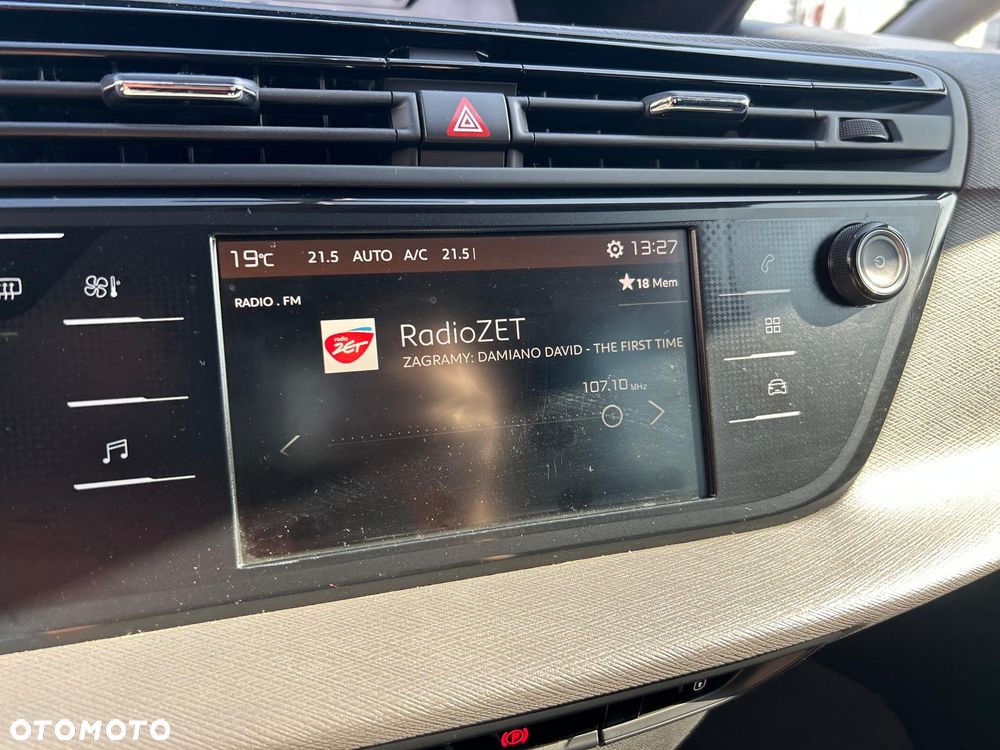 19°C 21.5 AUTO A/C 21.5 13:27
18 Mem
RADIO . FM
radio ZET
RadioZET
ZAGRAMY: DAMIANO DAVID - THE FIRST TIME
107.10 MHz
OTOMOTO